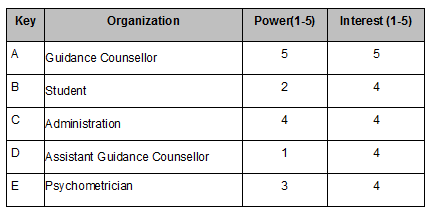 Key Organization Power(1-5) Interest (1-5)
A Guidance Counsellor 5 5
B Student 2 4
C Administration 4 4
D Assistant Guidance Counsellor 1 4
E Psychometrician 3 4